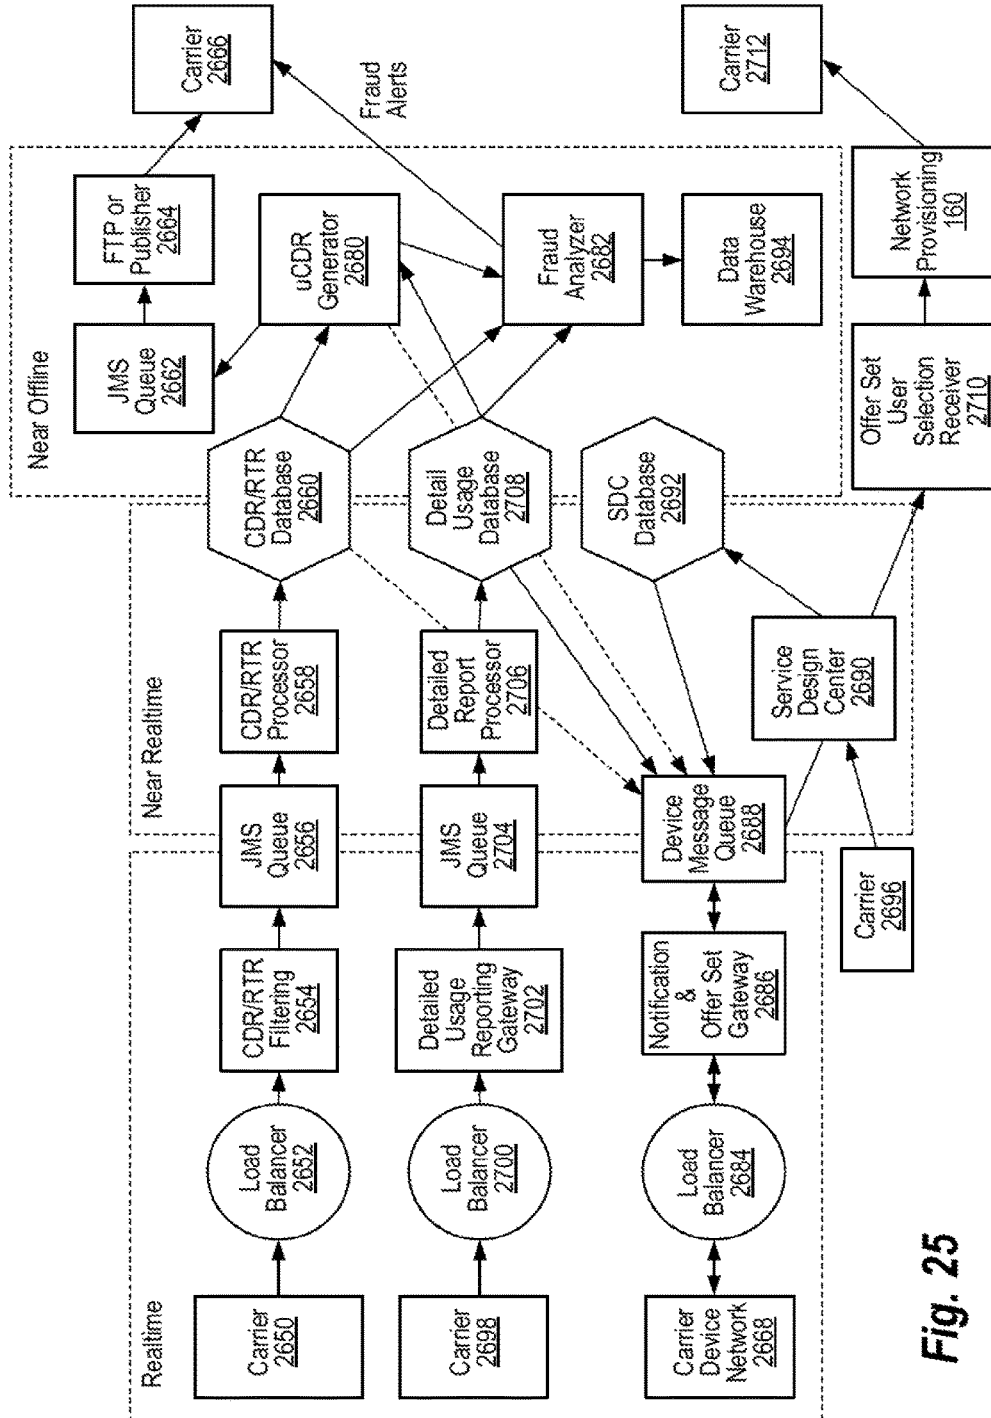 Realtime
Near Realtime
Near Offline
Carrier
2650
Load
Balancer
2652
CDR/RTR
Filtering
2654
JMS
Queue
2656
CDR/RTR
Processor
2658
CDR/RTR
Database
2660
JMS
Queue
2662
FTP or
Publisher
2664
Carrier
2666
uCDR
Generator
2680
Fraud
Alerts
Carrier
2698
Load
Balancer
2700
Detailed
Usage
Reporting
Gateway
2702
JMS
Queue
2704
Detailed
Report
Processor
2706
Detail
Usage
Database
2708
Fraud
Analyzer
2682
Data
Warehouse
2694
Carrier
Device
Network
2668
Load
Balancer
2684
Notification
&
Offer Set
Gateway
2686
Device
Message
Queue
2688
SDC
Database
2692
Service
Design
Center
2690
Carrier
2696
Offer Set
User
Selection
Receiver
2710
Network
Provisioning
160
Carrier
2712
Fig. 25